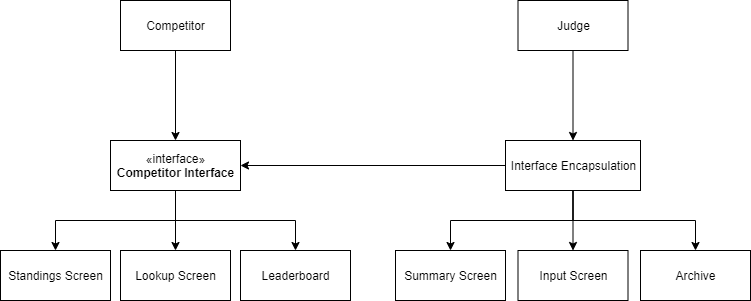 Competitor
Judge
«interface»
Competitor Interface
Interface Encapsulation
Standings Screen
Lookup Screen
Leaderboard
Summary Screen
Input Screen
Archive